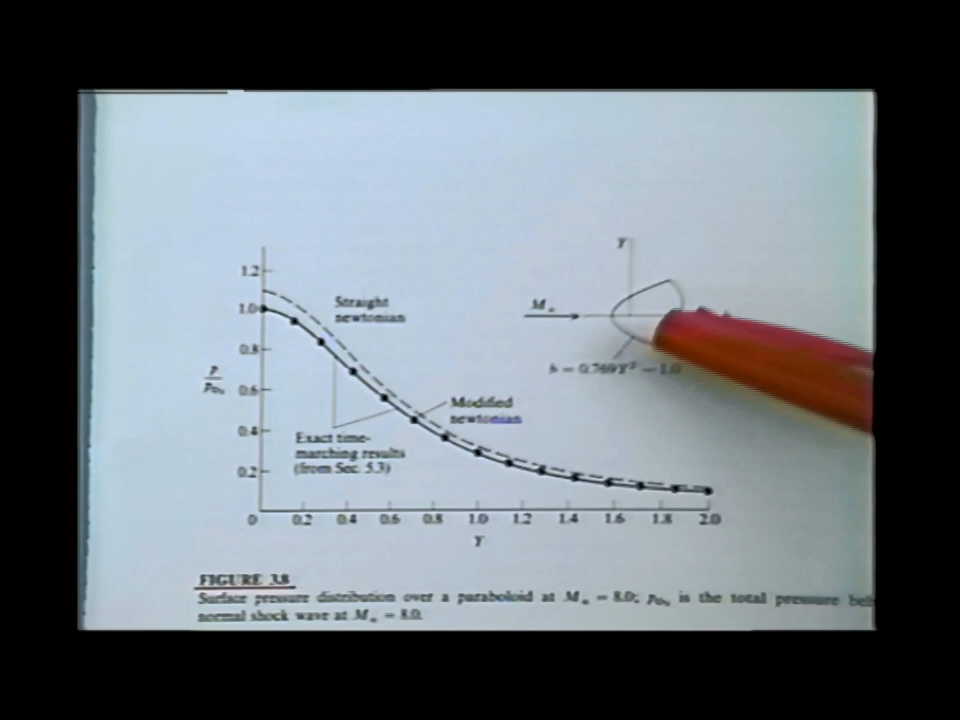 1.2
1.0
0.8
0.6
0.4
0.2
0
0.2 0.4 0.6 0.8 1.0 1.2 1.4 1.6 1.8 2.0
Y
Straight
newtonian
Modified
newtonian
Exact time-
marching results
(from Sec. 5.3)
Y
M∞
FIGURE 3.8
Surface pressure distribution over a paraboloid at M∞ = 8.0; is the total pressure
normal shock wave at M∞ = 8.0.